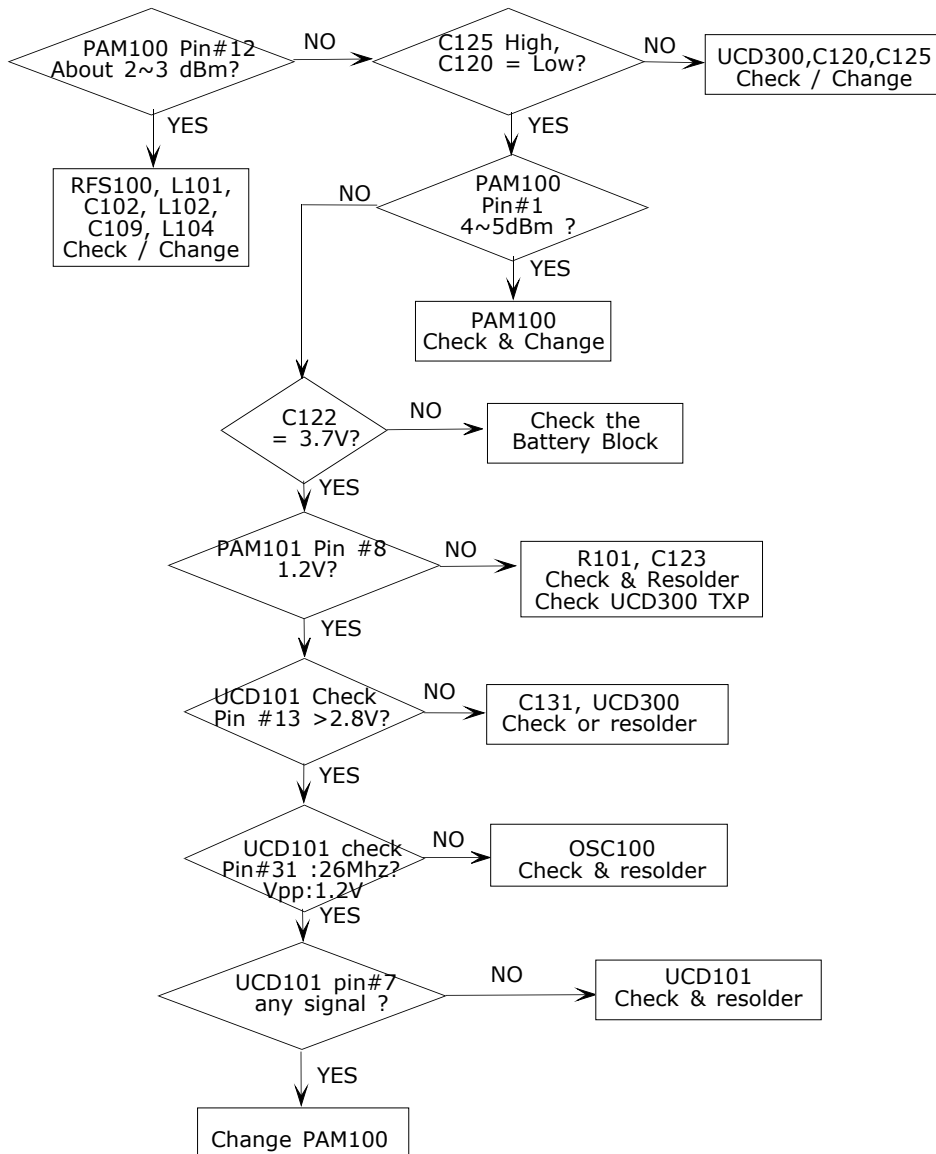 PAM100 Pin#12
About 2~3 dBm?
NO
C125 High,
C120 = Low?
NO
UCD300,C120,C125
Check / Change
YES
YES
RFS100, L101,
C102, L102,
C109, L104
Check / Change
NO
PAM100
Pin#1
4~5dBm ?
YES
PAM100
Check & Change
C122
= 3.7V?
NO
Check the
Battery Block
YES
PAM101 Pin #8
1.2V?
NO
R101, C123
Check & Resolder
Check UCD300 TXP
YES
UCD101 Check
Pin #13 >2.8V?
NO
C131, UCD300
Check or resolder
YES
UCD101 check
Pin#31 :26Mhz?
Vpp:1.2V
NO
OSC100
Check & resolder
YES
UCD101 pin#7
any signal ?
NO
UCD101
Check & resolder
YES
Change PAM100